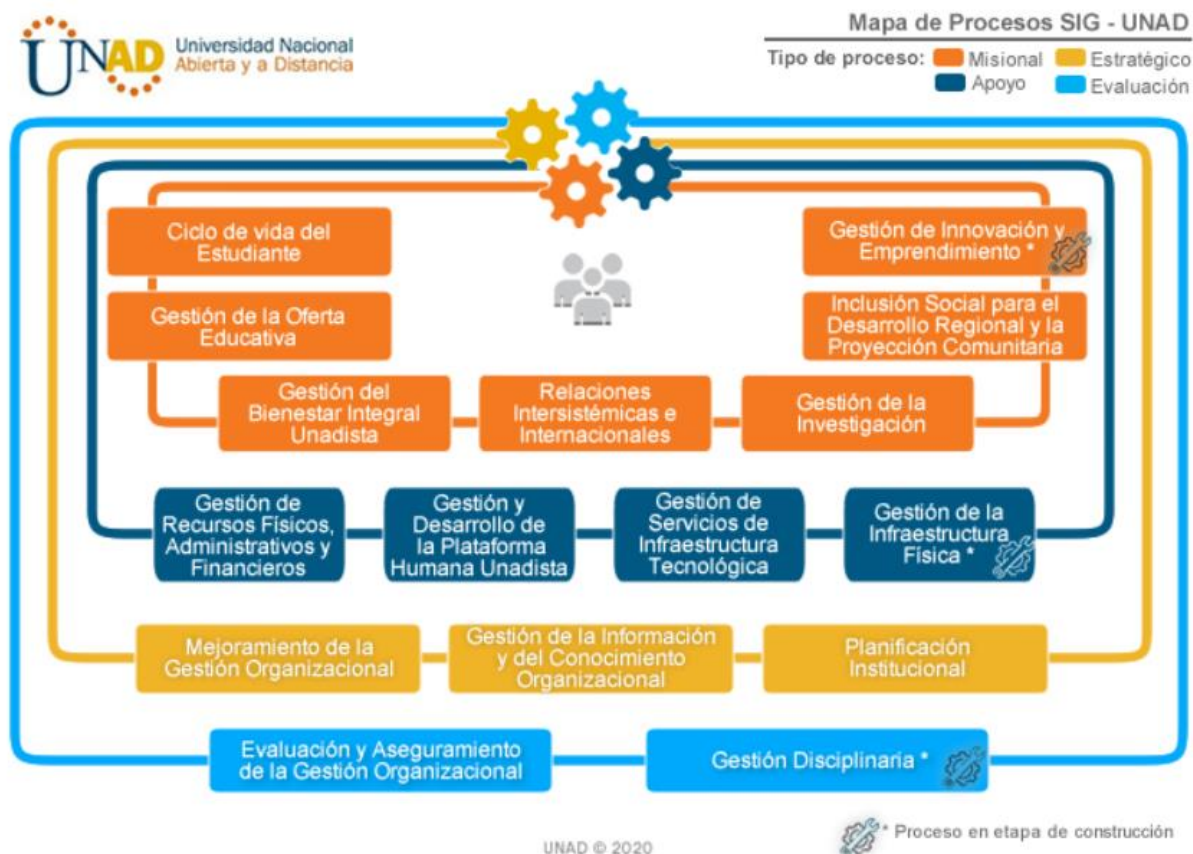 UNAD
Universidad Nacional
Abierta y a Distancia
Mapa de Procesos SIG - UNAD
Tipo de proceso:
Misional
Estratégico
Apoyo
Evaluación
Ciclo de vida del
Estudiante
Gestión de Innovación y
Emprendimiento *
Gestión de la Oferta
Educativa
Inclusión Social para el
Desarrollo Regional y la
Proyección Comunitaria
Gestión del
Bienestar Integral
Unadista
Relaciones
Intersistémicas e
Internacionales
Gestión de la
Investigación
Gestión de
Recursos Físicos,
Administrativos y
Financieros
Gestión y
Desarrollo de
la Plataforma
Humana Unadista
Gestión de
Servicios de
Infraestructura
Tecnológica
Gestión de la
Infraestructura
Física *
Mejoramiento de la
Gestión Organizacional
Gestión de la Información
y del Conocimiento
Organizacional
Planificación
Institucional
Evaluación y Aseguramiento
de la Gestión Organizacional
Gestión Disciplinaria *
* Proceso en etapa de construcción
UNAD © 2020